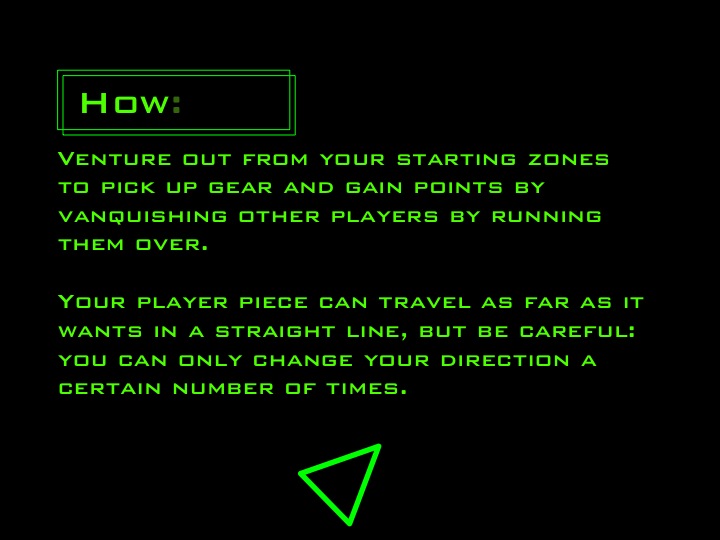 How:
Venture out from your starting zones
to pick up gear and gain points by
vanquishing other players by running
them over.
Your player piece can travel as far as it
wants in a straight line, but be careful:
you can only change your direction a
certain number of times.